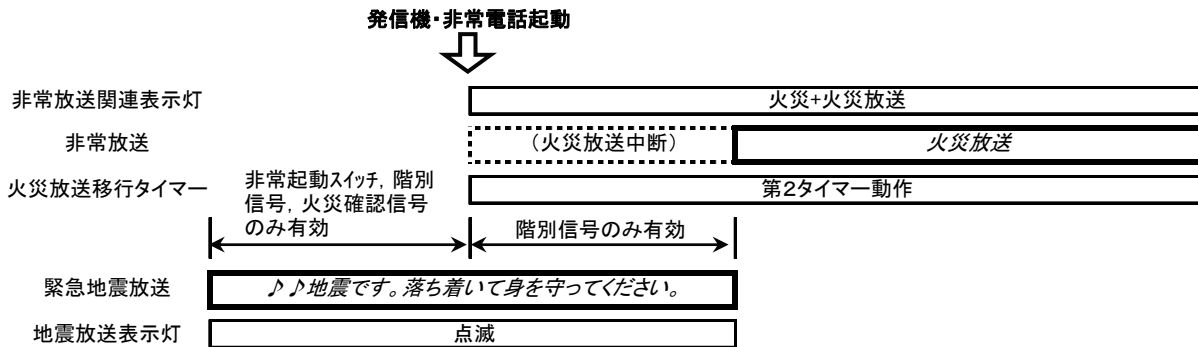 発信機・非常電話起動
非常放送関連表示灯
火災+火災放送
非常放送
(火災放送中断)
火災放送
火災放送移行タイマー
非常起動スイッチ, 階別
信号, 火災確認信号
のみ有効
第2タイマー動作
階別信号のみ有効
緊急地震放送
♪♪地震です。落ち着いて身を守ってください。
地震放送表示灯
点滅